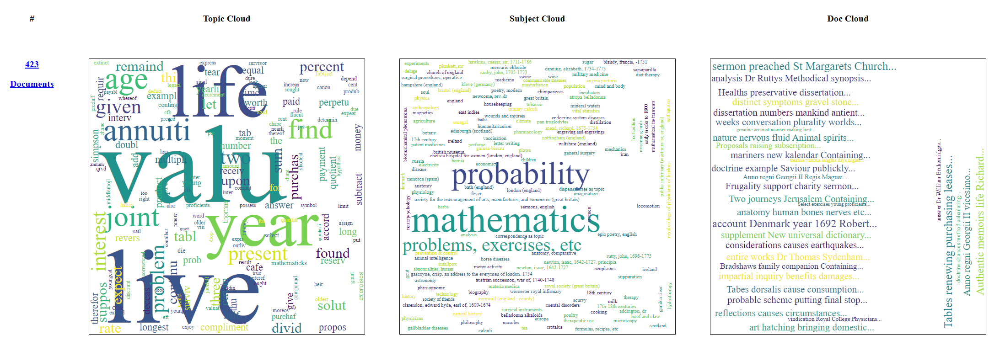 #
Topic Cloud
Subject Cloud
Doc Cloud
423
Documents
extinct
remaind
express
survivor
life
tear
equal
percent
subtract
age
thi
legaci
singl
dure
look
appear
increas
new
depend
cent
requir
payabl
deduct
yearli
decrement
time
sought
canon
produb
produff
whereof
exampl
let
worth
paid
perpetu
given
conting
cfb
said
rule
fluent
due
expeat
interv
presed
rent
determin
chanc
annuiti
chase
nearli
thereof
per
find
money
simpson
doubl
tab
moment
number
the
valu
leav
multipli
add
two
sum
purchas
shortest
payment
quotient
hypothesi
annum
qrvd
amount
receiv
upon
durat
young
iii
comput
inter
for
subtract
middlemoji
product
ioo
right
halley
also
proficients
possess
answer
symbol
limit
joint
year
thomas
word
older
viii
renew
quot
interest
sail
revers
contribut
tabl
drop
expir
outliv
select
quantiti
accord
quarterli
assign
long
put
live
die
prob
present
result
cafe
mathematicks
found
reserv
problem
correspond
youngest
expect
discount
suppos
therefor
deceas
continu
would
surviv
three
certain
true
interef
ought
give
compound
heir
grant
exercises
oldest
solut
valuat
eft
moreov
purchaf
rate
longest
enjoy
compliment
divid
propos
experiments
plunkett, mr
hawkins, caesar, sir, 1711-1786
sugar
blandy, francis, -1751
deluge
church of england
mercuric chloride
ranby, john, 1703-1773
canning, elizabeth, 1734-1773
sarsaparilla
surgical procedures, operative
swine
wine
military medicine
diet therapy
medicine
communicable diseases
angina pectoris
hampshire (england)
kleve (germany)
masturbation
population
mind and body
soul
bristol (england)
poetry, modern
chimpanzees
incubators
physics
newcome, rev. dr
great britain
atropa belladonna
england
housekeeping
tobacco
mineral waters
anthropology
magnetics
east indies
urinary calculi
vital statistics
wounds and injuries
endocrine system diseases
agriculture
senegal
baths
climate
pan troglodytes
distillation
humanitarianism
mead, richard, 1673-1754
botany
edinburgh (scotland)
pharmacology
engraving and engravings
17th century
vaccination
nottingham (england)
patent medicines
ireland
perfume
letter writing
wiltshire (england)
guinea-bissau
british museum
plows
general surgery
mechanics
iran
chelsea hospital for women (london, england)
russia
electricity
hernia
economics
children
disease
biomechanical phenomena
horticulture
exocrine glands
early works to 1800
mathematical instruments
public infirmary (westminster, england)
earthquakes
royal college of physicians of london
denmark
neuropsychology
probability
minorca (spain)
anatomy
physiology
bath (england)
fever
london (england)
dispensatories as topic
imagination
society for the encouragement of arts, manufactures, and commerce (great britain)
herbs
sermons, english
women
locomotion
mathematics
analysis
correspondence as topic
epic poetry, english
problems, exercises, etc
prevention & control
anatomy, comparative
animal intelligence
horse diseases
rutty, john, 1698-1775
smallpox
newton, isaac, 1642-1727. principia
abnormalities, human
motor activity
newton, isaac, 1642-1727
neoplasms
iceland
gout
gascoyne, crisp. an address to the liverymen of london. 1754
suppuration
astronomy
austrian succession, war of, 1740-1748
physiognomy
materia medica
royal society (great britain)
history
technology
biography
worcester royal infirmary
18th century
society of friends
cornwall (england : county)
scurvy
milk
therapy
clarendon, edward hyde, earl of, 1609-1674
mental disorders
17th-18th centuries
surgical instruments
cooking
addington, dr
gambia river
hydrotherapy
natural history
belladonna alkaloids
poultry
hoof and claw
physicians
philosophy
muscles
europe
therapeutic use
microscopy
gallbladder diseases
calculi
tea
crotalus
formulas, recipes, etc
scotland
sermon preached St Margarets Church...
analysis Dr Ruttys Methodical synopsis...
Healths preservative dissertation...
distinct symptoms gravel stone...
dissertation numbers mankind antient...
weeks conversation plurality worlds...
genuine account manner making best...
nature nervous fluid Animal spirits...
Proposals raising subscription...
mariners new kalendar Containing...
treatise various lengths days nights...
doctrine example Saviour publickly...
Anno regni Georgii II Regis Magnæ...
Frugality support charity sermon...
Two journeys Jerusalem Containing...
Select exercises young proficients...
anatomy human bones nerves etc...
account Denmark year 1692 Robert...
supplement New universal dictionary...
considerations causes earthquakes...
entire works Dr Thomas Sydenham...
Bradshaws family companion Containing...
impartial inquiry benefits damages...
Tabes dorsalis cause consumption...
probable scheme putting final stop...
reflections causes circumstances...
vindication Royal College Physicians...
art hatching bringing domestic...
answer Dr William Brakenridges...
Tables renewing purchasing leases...
doctrine chances method calculating...
Anno regni Georgii II vicesimo...
Authentic memoirs life Richard...